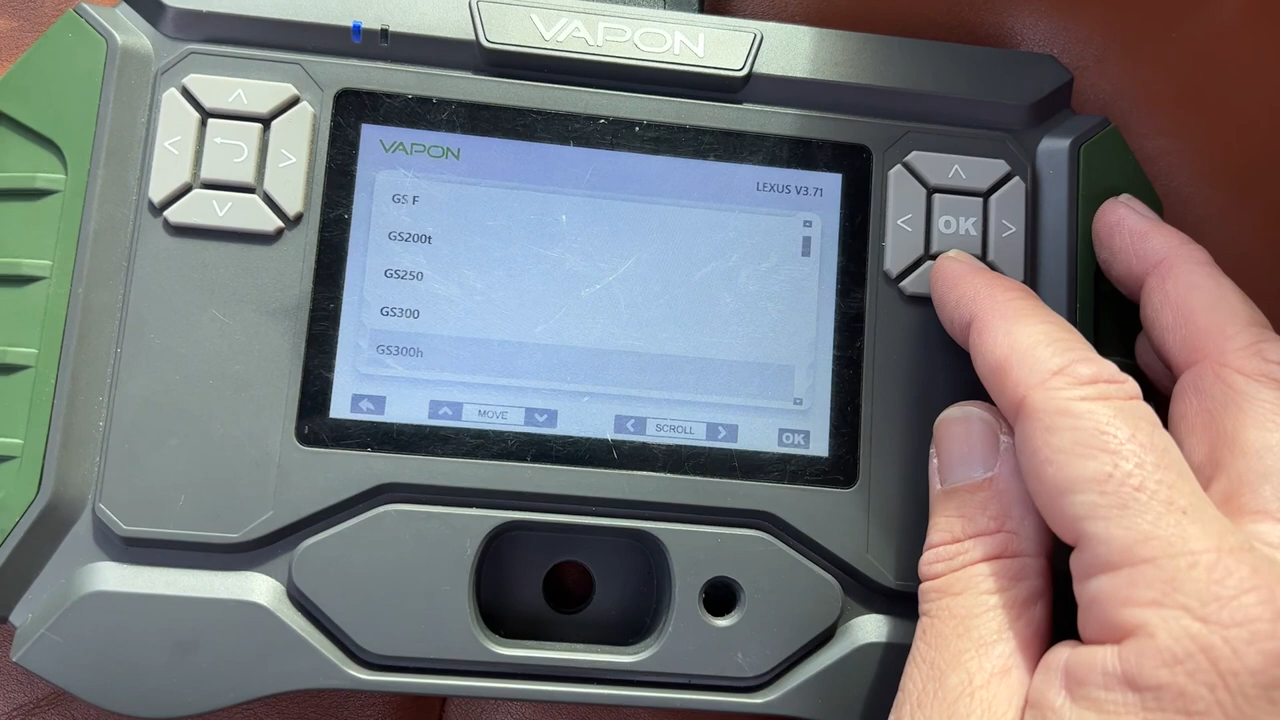 VAPON
VAPON
LEXUS V3.71
GS F
GS200t
GS250
GS300
GS300h
MOVE
SCROLL
OK
OK